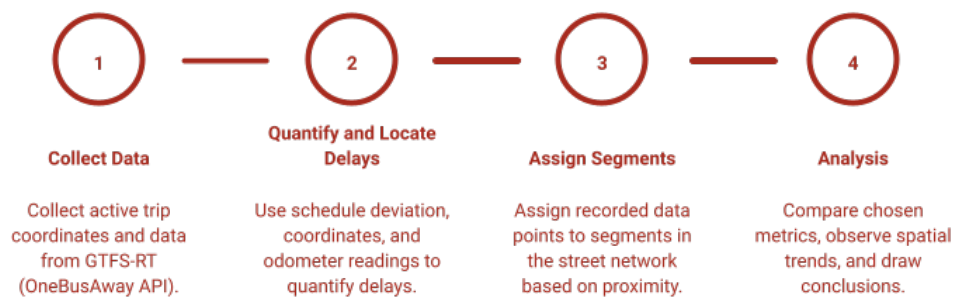 1
2
3
4
Collect Data
Quantify and Locate
Delays
Assign Segments
Analysis
Collect active trip
coordinates and data
from GTFS-RT
(OneBusAway API).
Use schedule deviation,
coordinates, and
odometer readings to
quantify delays.
Assign recorded data
points to segments in
the street network
based on proximity.
Compare chosen
metrics, observe spatial
trends, and draw
conclusions.